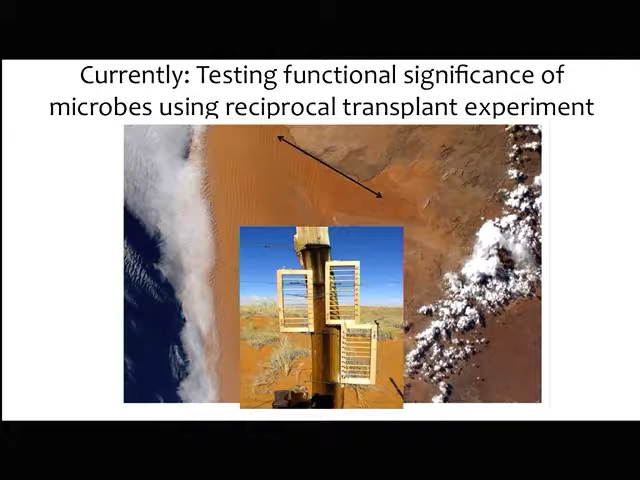 Currently: Testing functional significance of
microbes using reciprocal transplant experiment